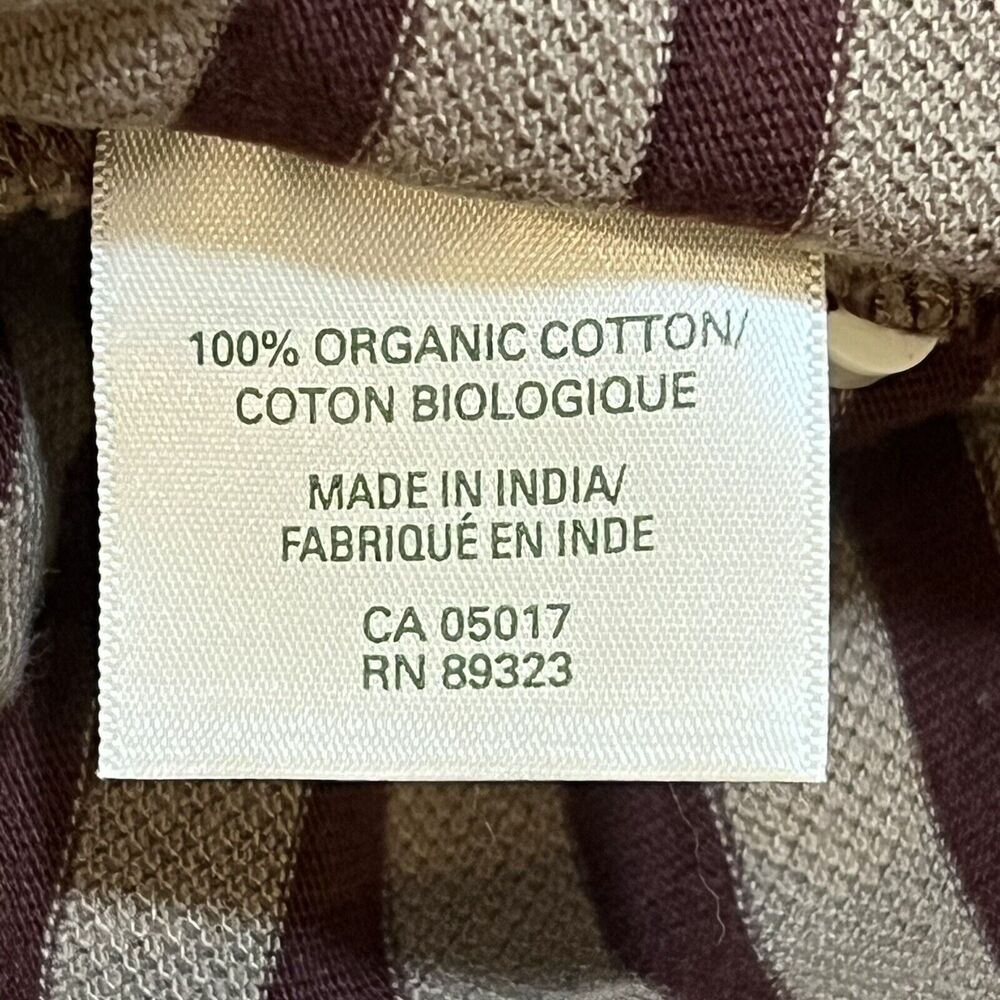 100% ORGANIC COTTON/
COTON BIOLOGIQUE
MADE IN INDIA/
FABRIQUÉ EN INDE
CA 05017
RN 89323